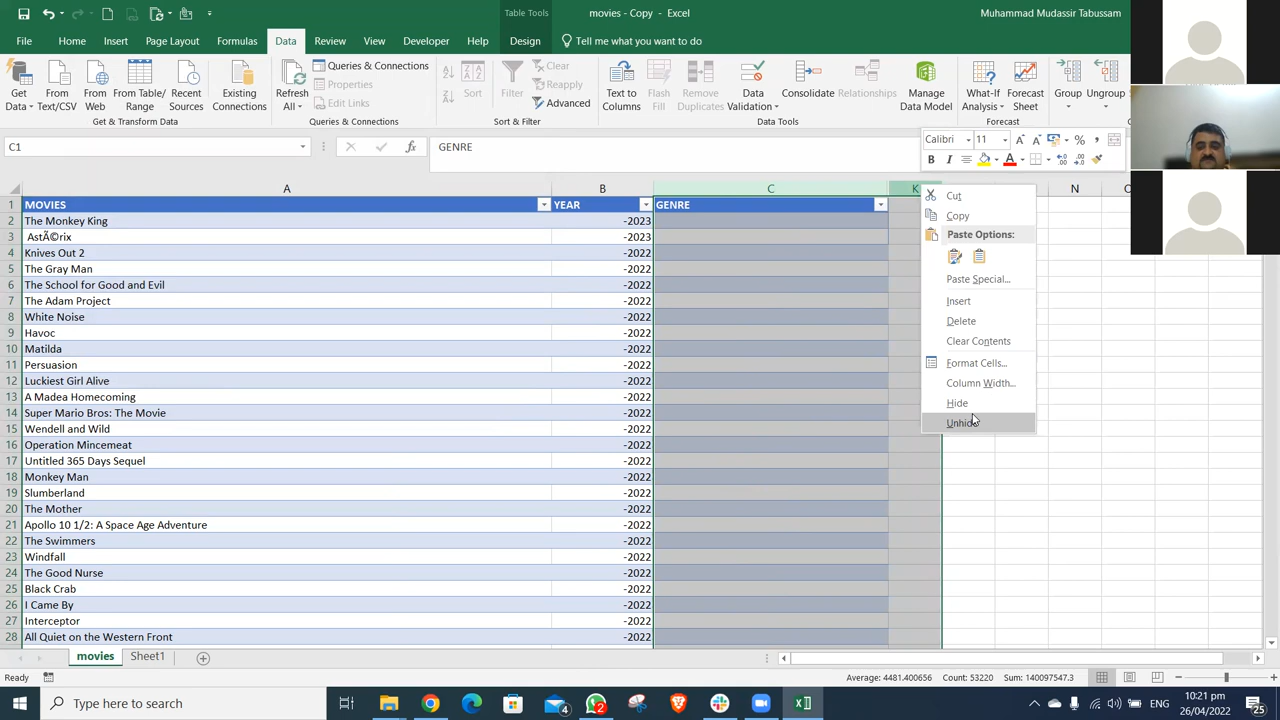 Table Tools
movies - Copy - Excel
Muhammad Mudassir Tabussam
File Home Insert Page Layout Formulas Data Review View Developer Help Design Tell me what you want to do
Get Data
From Text/CSV
From Web
From Table/ Range
Recent Sources
Existing Connections
Refresh All
Queries & Connections
Properties
Edit Links
Sort
Filter
Clear
Reapply
Advanced
Text to Columns
Flash Fill
Remove Duplicates
Data Validation
Consolidate
Relationships
Manage Data Model
What-If Analysis
Forecast Sheet
Group
Ungroup
Get & Transform Data
Queries & Connections
Sort & Filter
Data Tools
Forecast
C1
fx
GENRE
Calibri 11
B I A
A B C K N
1 MOVIES YEAR GENRE
2 The Monkey King -2023
3 AstÃ©rix -2023
4 Knives Out 2 -2022
5 The Gray Man -2022
6 The School for Good and Evil -2022
7 The Adam Project -2022
8 White Noise -2022
9 Havoc -2022
10 Matilda -2022
11 Persuasion -2022
12 Luckiest Girl Alive -2022
13 A Madea Homecoming -2022
14 Super Mario Bros: The Movie -2022
15 Wendell and Wild -2022
16 Operation Mincemeat -2022
17 Untitled 365 Days Sequel -2022
18 Monkey Man -2022
19 Slumberland -2022
20 The Mother -2022
21 Apollo 10 1/2: A Space Age Adventure -2022
22 The Swimmers -2022
23 Windfall -2022
24 The Good Nurse -2022
25 Black Crab -2022
26 I Came By -2022
27 Interceptor -2022
28 All Quiet on the Western Front -2022
Cut
Copy
Paste Options:
Paste Special...
Insert
Delete
Clear Contents
Format Cells...
Column Width...
Hide
Unhide
movies Sheet1
Ready
Average: 4481.400656 Count: 53220 Sum: 140097547.3
Type here to search
4
2
ENG
10:21 pm
26/04/2022
25